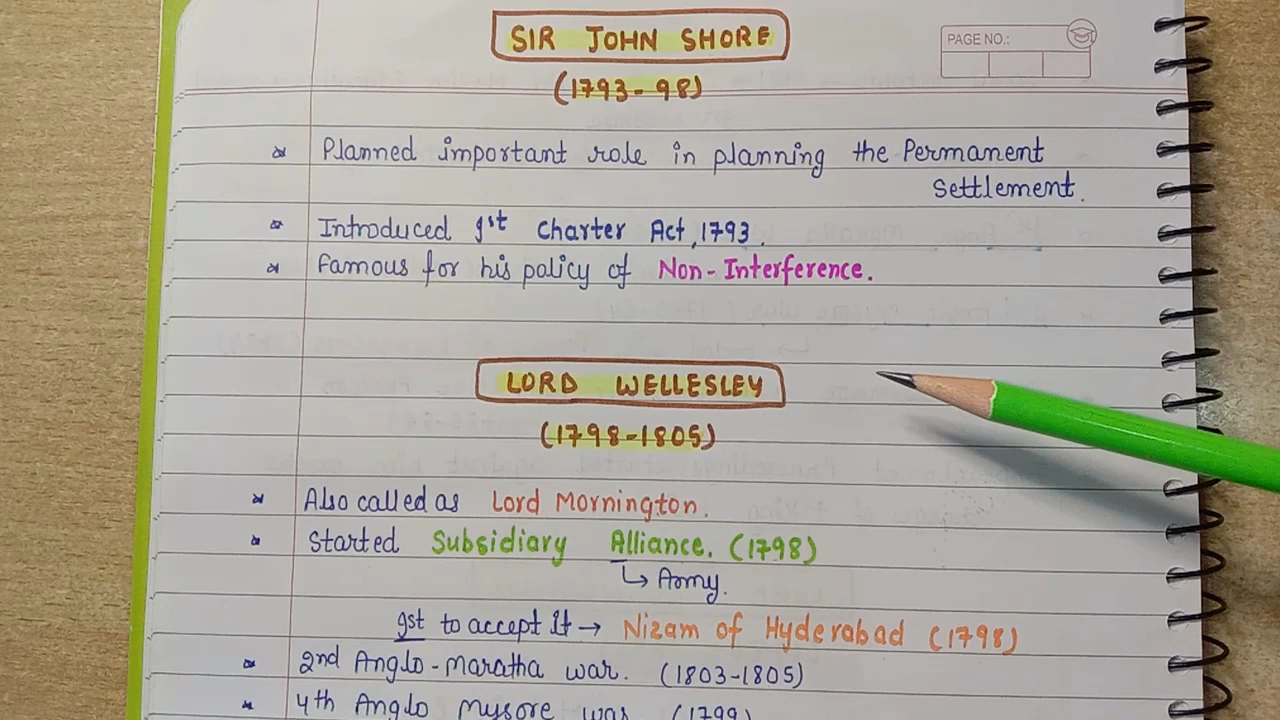 SIR JOHN SHORE
PAGE NO.:
(1793-98)
Planned important role in planning the Permanent
Settlement.
Introduced 1st Charter Act, 1793.
Famous for his policy of Non-Interference.
LORD WELLESLEY
(1798-1805)
Also called as Lord Mornington.
Started Subsidiary Alliance. (1798)
↳ Army.
1st to accept it → Nizam of Hyderabad (1798)
2nd Anglo-Maratha war. (1803-1805)
4th Anglo Mysore war (1799)